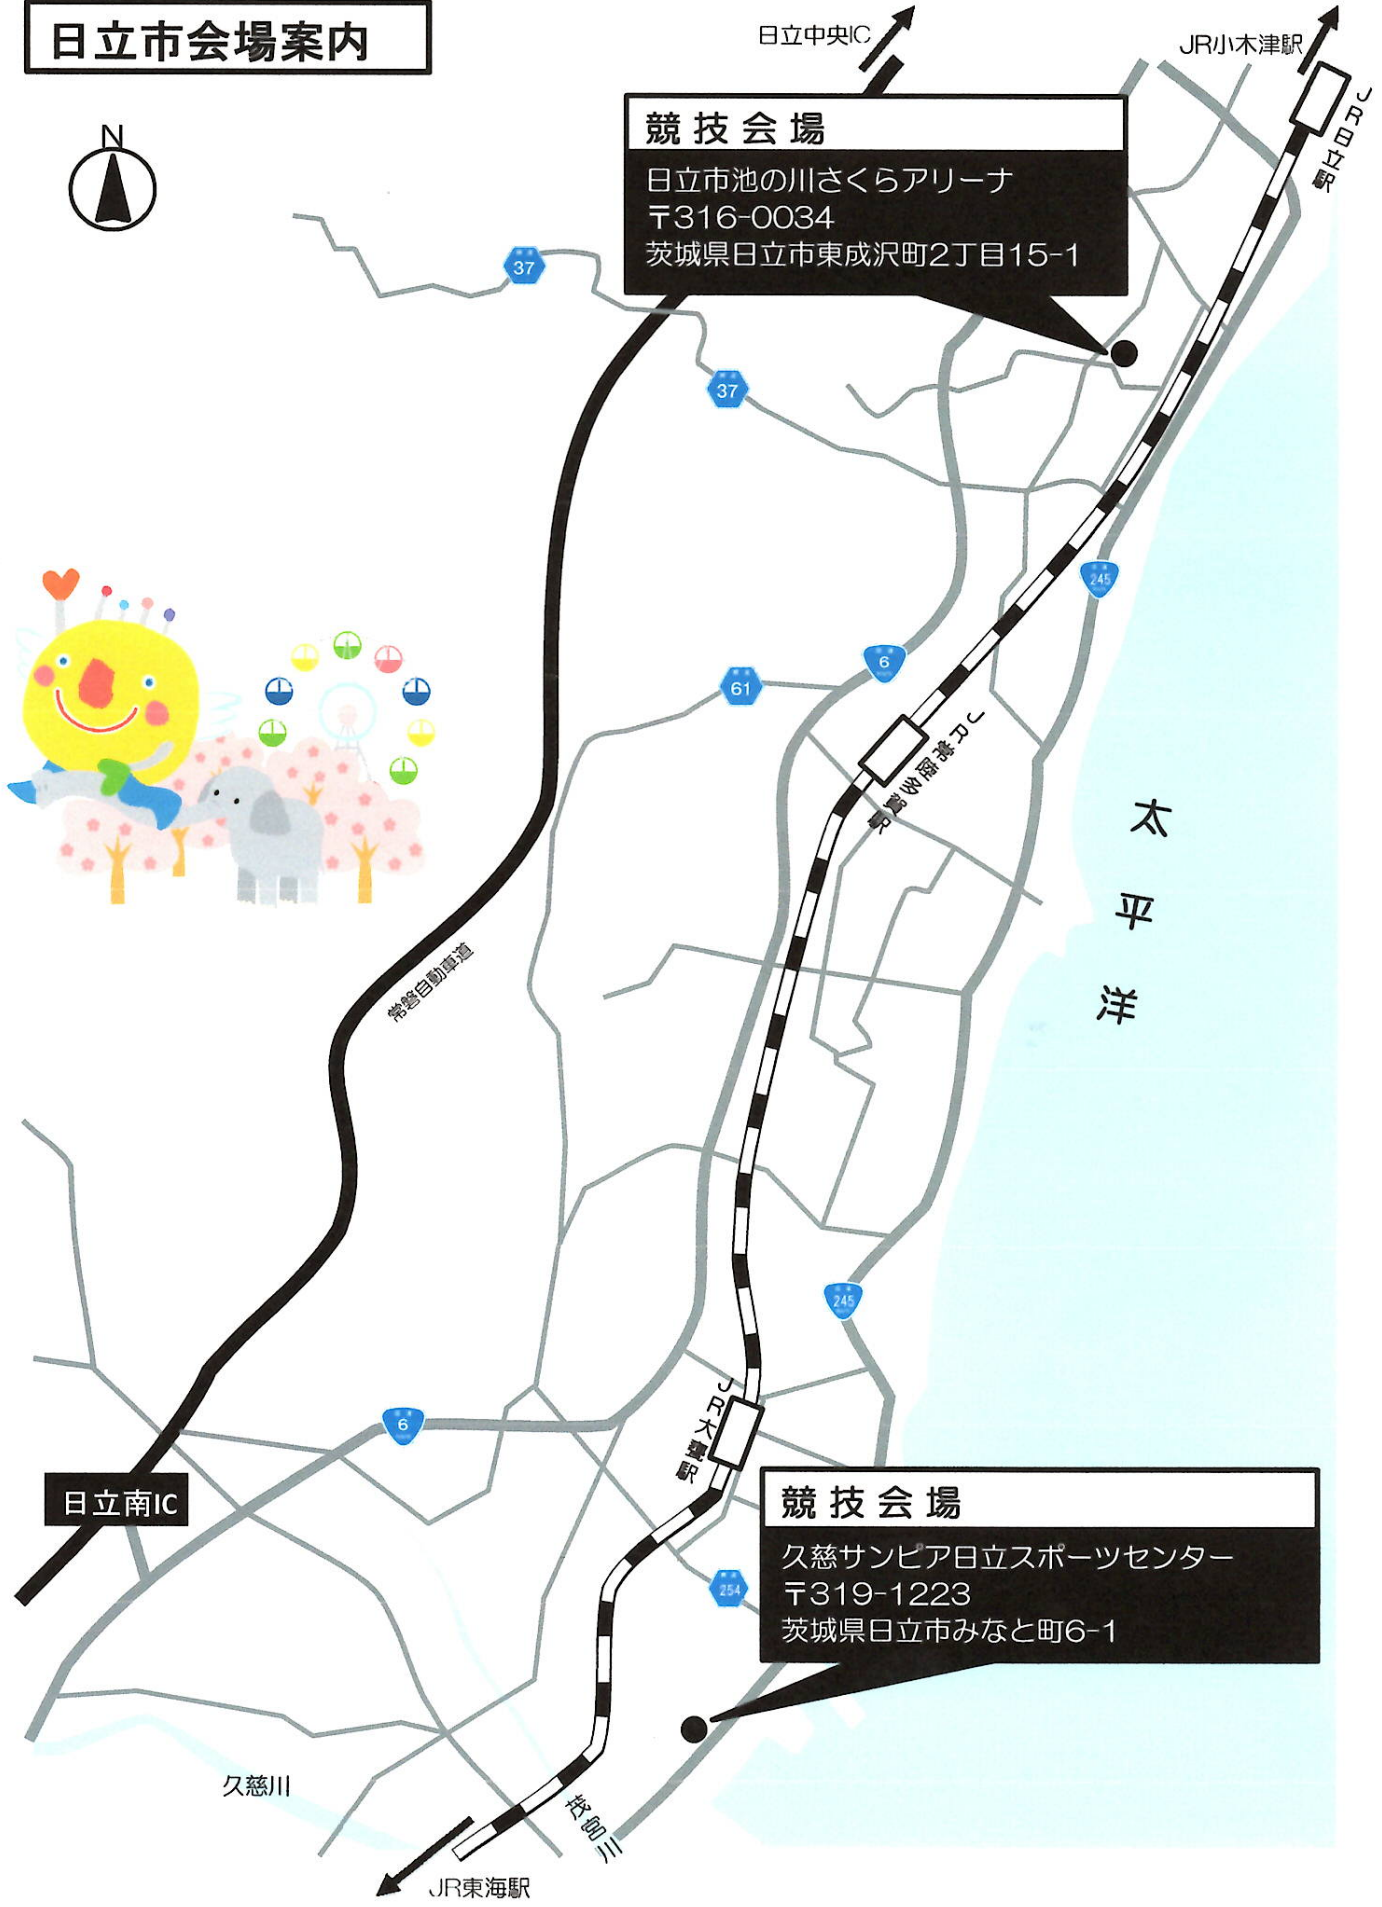 日立市会場案内
N
日立中央IC
JR小木津駅
JR日立駅
競技会場
日立市池の川さくらアリーナ
〒316-0034
茨城県日立市東成沢町2丁目15-1
37
37
245
6
61
JR常陸多賀駅
太平洋
常磐自動車道
245
6
JR大甕駅
日立南IC
競技会場
久慈サンピア日立スポーツセンター
〒319-1223
茨城県日立市みなと町6-1
254
久慈川
茂宮川
JR東海駅